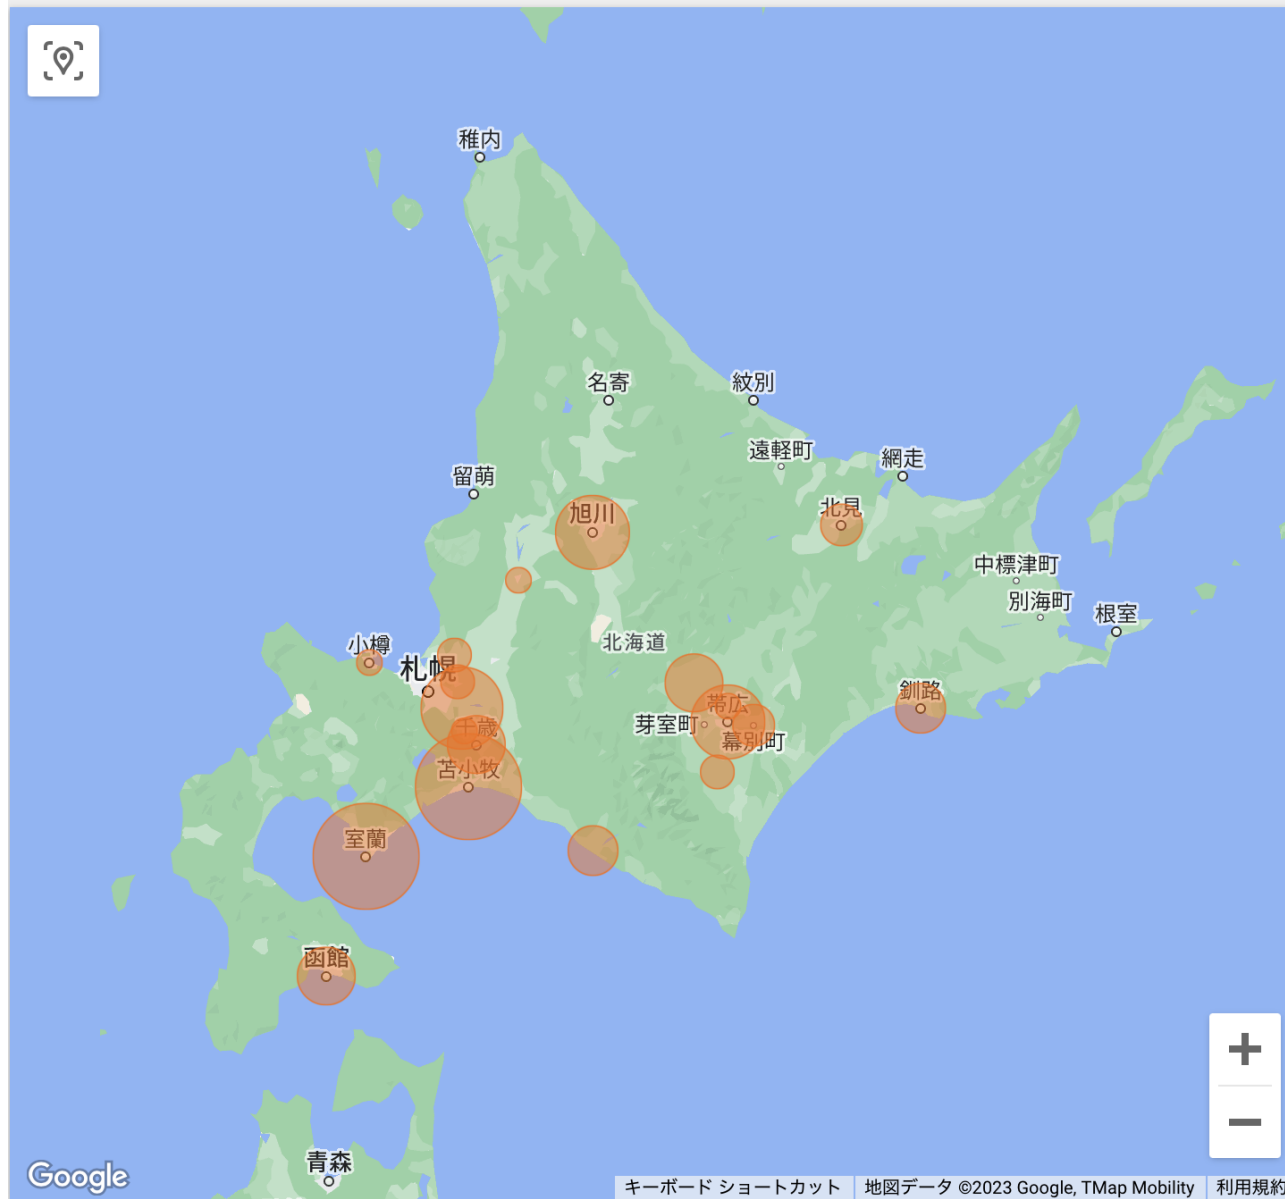 稚内
名寄
紋別
遠軽町
網走
留萌
旭川
北見
中標津町
別海町
根室
北海道
小樽
札幌
釧路
帯広
芽室町
幕別町
千歳
苫小牧
室蘭
函館
青森
Google
キーボード ショートカット
地図データ ©2023 Google, TMap Mobility
利用規約